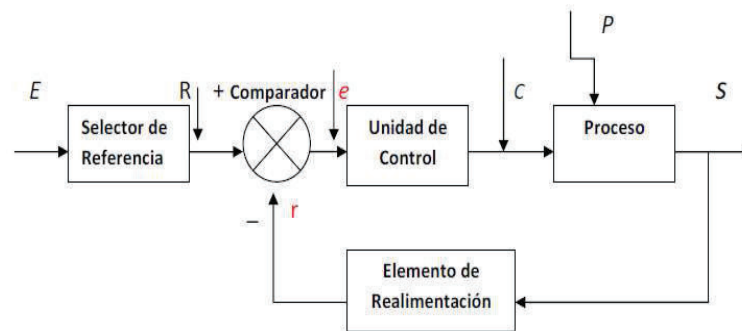 P
E
R
+ Comparador
e
C
S
Selector de
Referencia
Unidad de
Control
Proceso
–
r
Elemento de
Realimentación